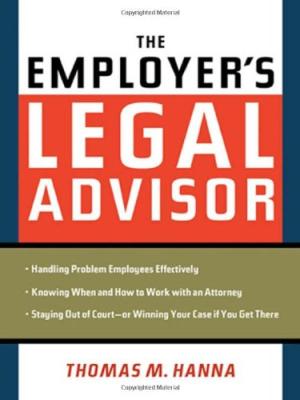 THE
EMPLOYER'S
LEGAL
ADVISOR
• Handling Problem Employees Effectively
• Knowing When and How to Work with an Attorney
• Staying Out of Court—or Winning Your Case if You Get There
THOMAS M. HANNA